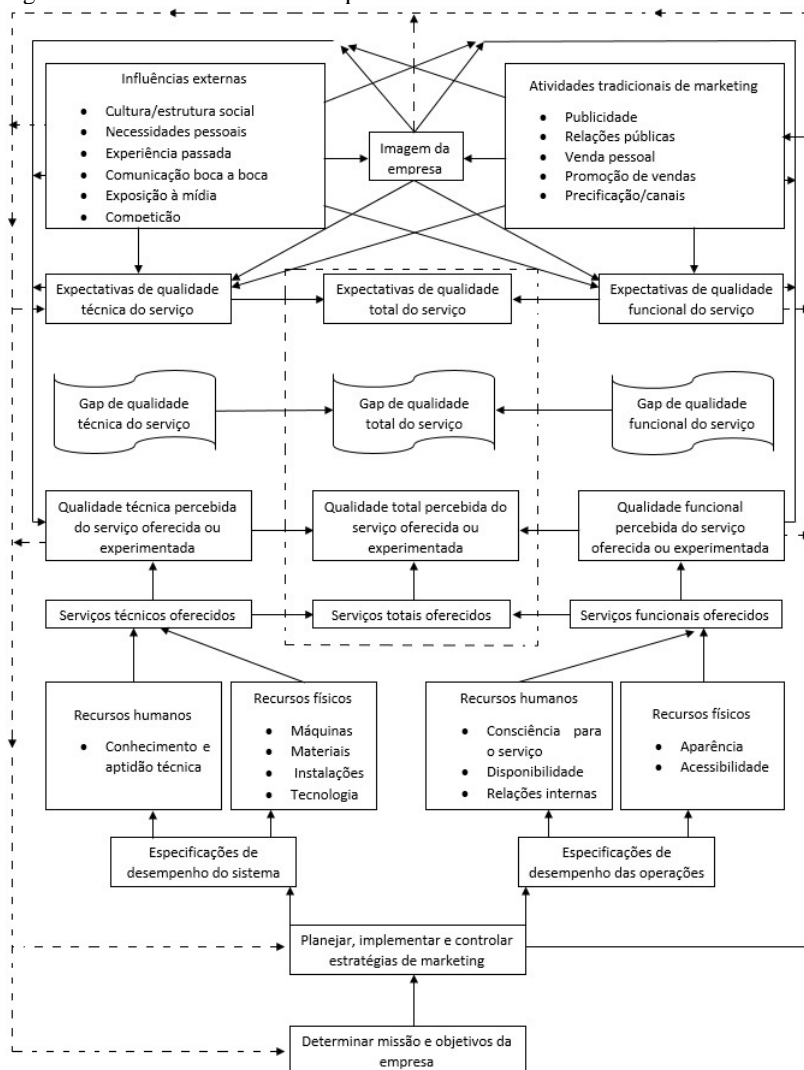 Influências externas
• Cultura/estrutura social
• Necessidades pessoais
• Experiência passada
• Comunicação boca a boca
• Exposição à mídia
• Competição
Imagem da
empresa
Atividades tradicionais de marketing
• Publicidade
• Relações públicas
• Venda pessoal
• Promoção de vendas
• Precificação/canais
Expectativas de qualidade
técnica do serviço
Expectativas de qualidade
total do serviço
Expectativas de qualidade
funcional do serviço
Gap de qualidade
técnica do serviço
Gap de qualidade
total do serviço
Gap de qualidade
funcional do serviço
Qualidade técnica percebida
do serviço oferecida ou
experimentada
Qualidade total percebida do
serviço oferecida ou
experimentada
Qualidade funcional
percebida do serviço
oferecida ou experimentada
Serviços técnicos oferecidos
Serviços totais oferecidos
Serviços funcionais oferecidos
Recursos humanos
• Conhecimento e
aptidão técnica
Recursos físicos
• Máquinas
• Materiais
• Instalações
• Tecnologia
Recursos humanos
• Consciência para
o serviço
• Disponibilidade
• Relações internas
Recursos físicos
• Aparência
• Acessibilidade
Especificações de
desempenho do sistema
Especificações de
desempenho das operações
Planejar, implementar e controlar
estratégias de marketing
Determinar missão e objetivos da
empresa